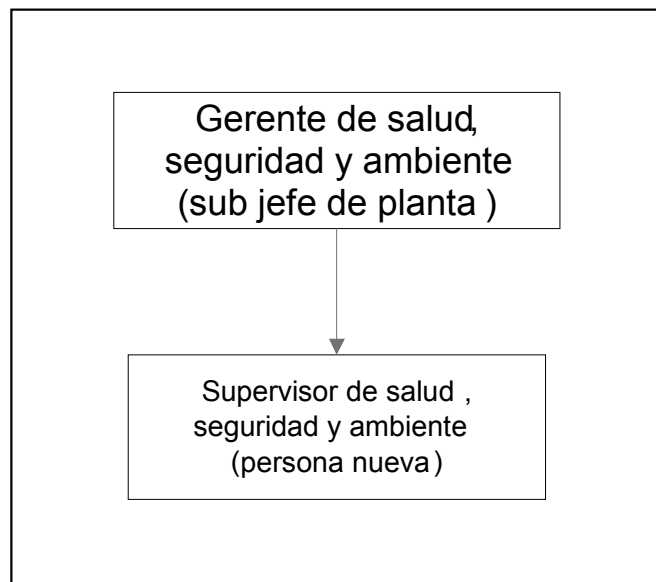 Gerente de salud,
seguridad y ambiente
(sub jefe de planta )
Supervisor de salud ,
seguridad y ambiente
(persona nueva)